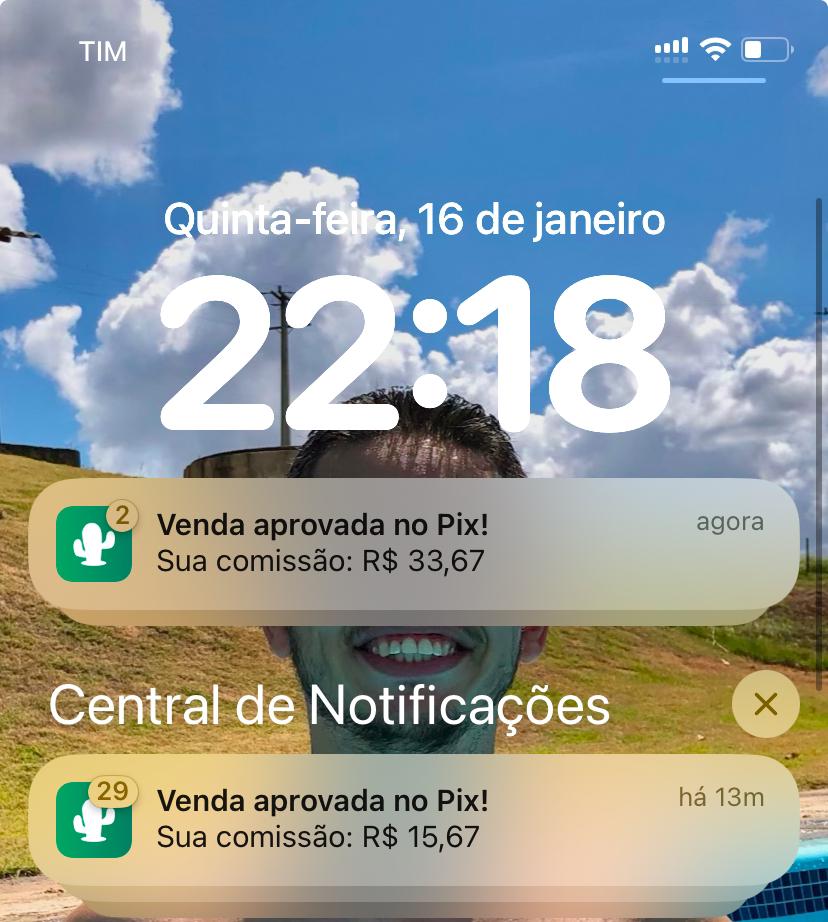 TIM
Quinta-feira, 16 de janeiro
22:18
2
Venda aprovada no Pix!
agora
Sua comissão: R$ 33,67
Central de Notificações
29
Venda aprovada no Pix!
há 13m
Sua comissão: R$ 15,67